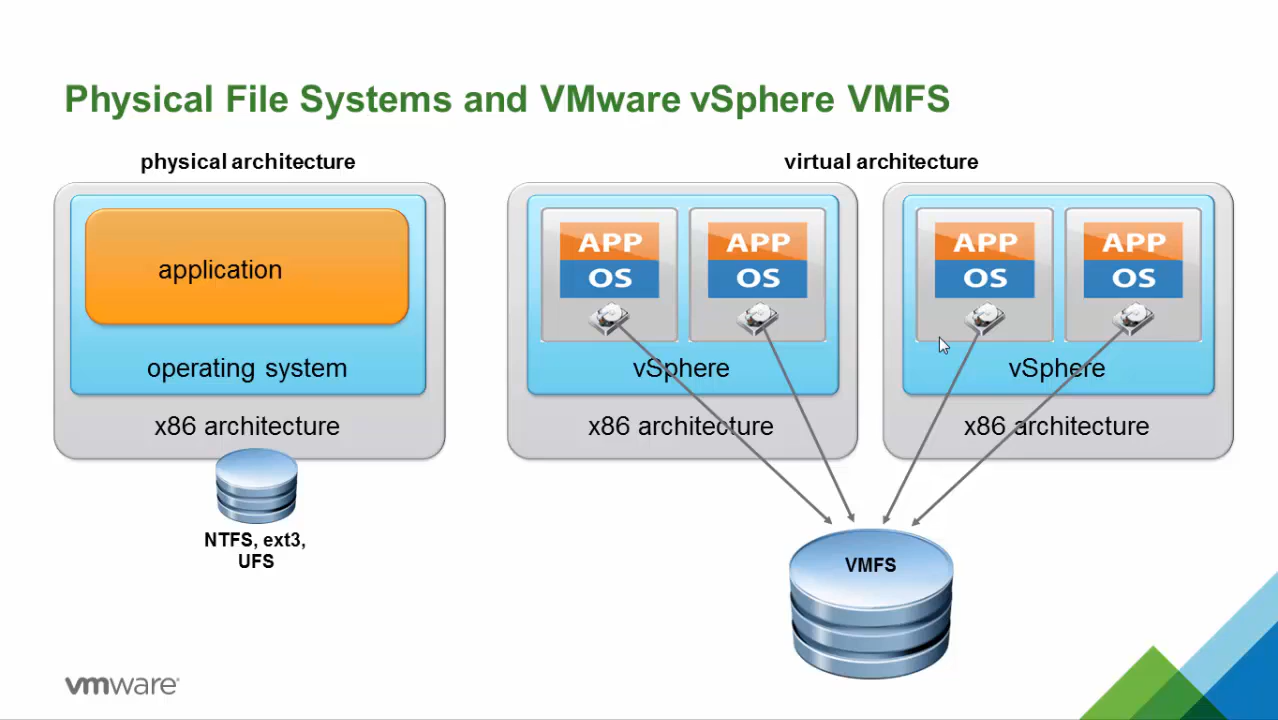 Physical File Systems and VMware vSphere VMFS
physical architecture
application
operating system
x86 architecture
NTFS, ext3,
UFS
virtual architecture
APP
OS
APP
OS
vSphere
x86 architecture
APP
OS
APP
OS
vSphere
x86 architecture
VMFS
vmware